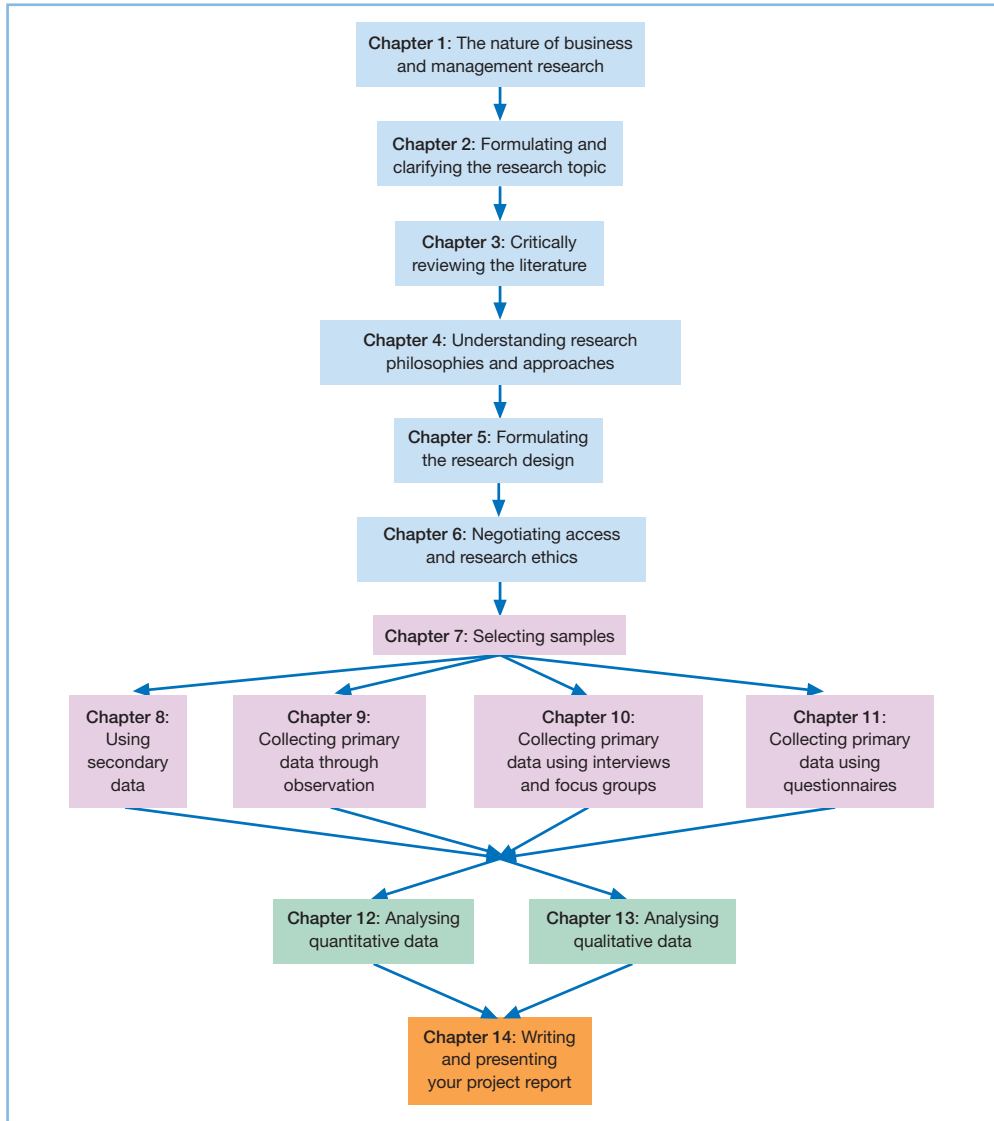 Chapter 1: The nature of business
and management research
Chapter 2: Formulating and
clarifying the research topic
Chapter 3: Critically
reviewing the literature
Chapter 4: Understanding research
philosophies and approaches
Chapter 5: Formulating
the research design
Chapter 6: Negotiating access
and research ethics
Chapter 7: Selecting samples
Chapter 8:
Using
secondary
data
Chapter 9:
Collecting primary
data through
observation
Chapter 10:
Collecting primary
data using interviews
and focus groups
Chapter 11:
Collecting primary
data using
questionnaires
Chapter 12: Analysing
quantitative data
Chapter 13: Analysing
qualitative data
Chapter 14: Writing
and presenting
your project report